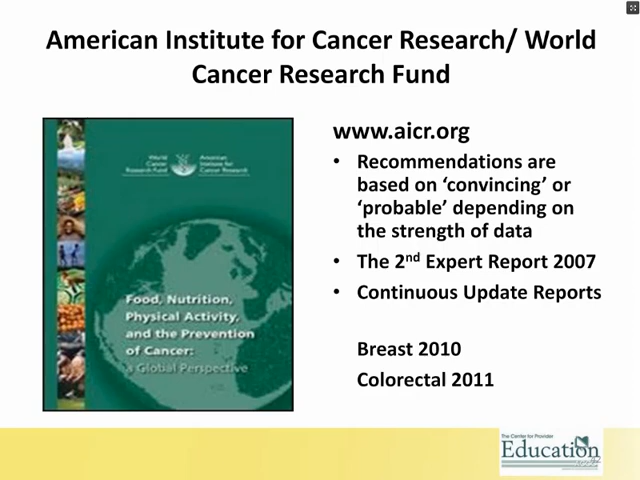 American Institute for Cancer Research/ World
Cancer Research Fund
World
Cancer
Research Fund
American
Institute for
Cancer Research
Food, Nutrition,
Physical Activity,
and the Prevention
of Cancer:
a Global Perspective
www.aicr.org
• Recommendations are
based on ‘convincing’ or
‘probable’ depending on
the strength of data
• The 2nd Expert Report 2007
• Continuous Update Reports
Breast 2010
Colorectal 2011
The Center for Provider
Education